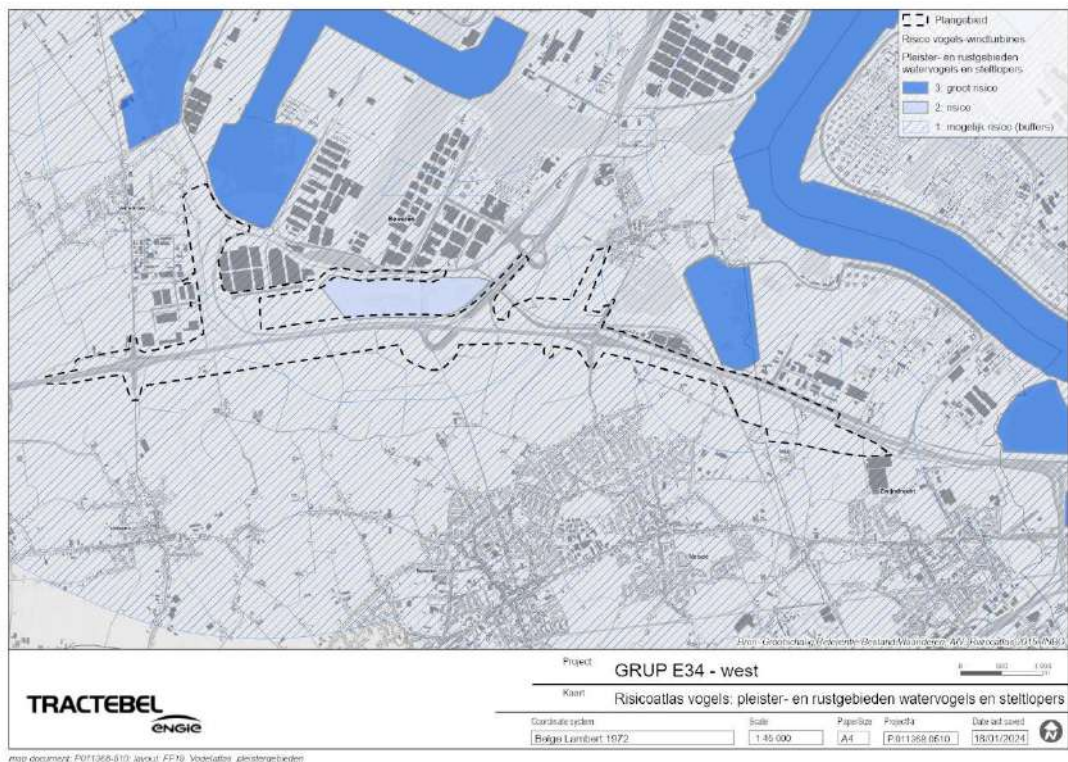 Plangebied
Risico vogels-windturbines
Pleister- en rustgebieden
watervogels en steltlopers
3: groot risico
2: risico
1: mogelijk risico (buffers)
Project
GRUP E34 - west
Kaart
Risicoatlas vogels: pleister- en rustgebieden watervogels en steltlopers
TRACTEBEL
ENGIE
Coordinate system
Scale
PaperSize
Project№
Date last saved
Belge Lambert 1972
1:45 000
A4
P.011368.0510
18/01/2024